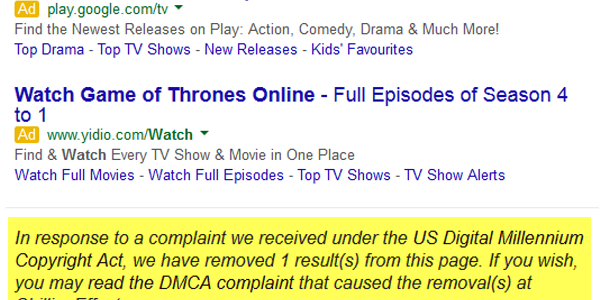 Ad play.google.com/tv
Find the Newest Releases on Play: Action, Comedy, Drama & Much More!
Top Drama - Top TV Shows - New Releases - Kids' Favourites
Watch Game of Thrones Online - Full Episodes of Season 4
to 1
Ad www.yidio.com/Watch
Find & Watch Every TV Show & Movie in One Place
Watch Full Movies - Watch Full Episodes - Top TV Shows - TV Show Alerts
In response to a complaint we received under the US Digital Millennium
Copyright Act, we have removed 1 result(s) from this page. If you wish,
you may read the DMCA complaint that caused the removal(s) at